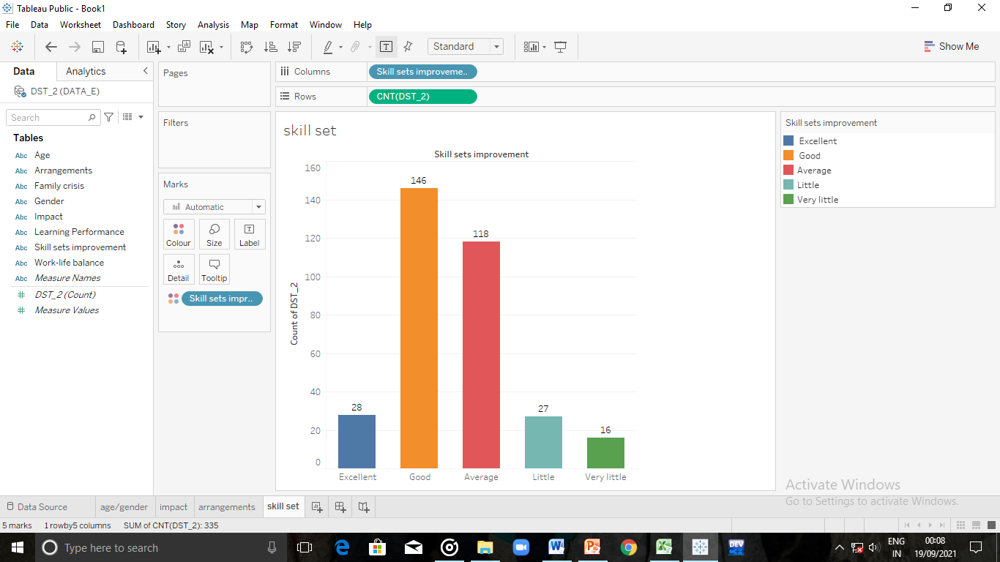 Tableau Public - Book1
File Data Worksheet Dashboard Story Analysis Map Format Window Help
Standard
Show Me
Data Analytics
DST_2 (DATA_E)
Search
Tables
Abc Age
Abc Arrangements
Abc Family crisis
Abc Gender
Abc Impact
Abc Learning Performance
Abc Skill sets improvement
Abc Work-life balance
Abc Measure Names
# DST_2 (Count)
# Measure Values
Pages
Filters
Marks
Automatic
Colour Size Label
Detail Tooltip
Skill sets impr..
Columns Skill sets improveme..
Rows CNT(DST_2)
skill set
Skill sets improvement
Count of DST_2
160
140
120
100
80
60
40
20
0
28
146
118
27
16
Excellent Good Average Little Very little
Skill sets improvement
Excellent
Good
Average
Little
Very little
Activate Windows
Go to Settings to activate Windows.
Data Source age/gender impact arrangements skill set
5 marks 1 rowby5 columns SUM of CNT(DST_2): 335
Type here to search
DEV
C++
ENG
IN
00:08
19/09/2021